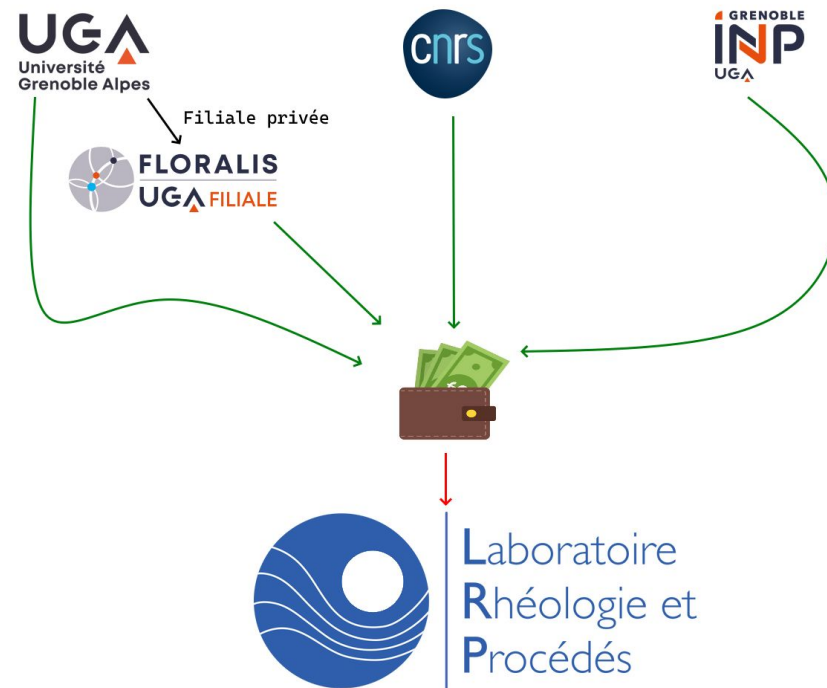 UGA
Université
Grenoble Alpes
cnrs
GRENOBLE
INP
UGA
Filiale privée
FLORALIS
UGA FILIALE
Laboratoire
Rhéologie et
Procédés